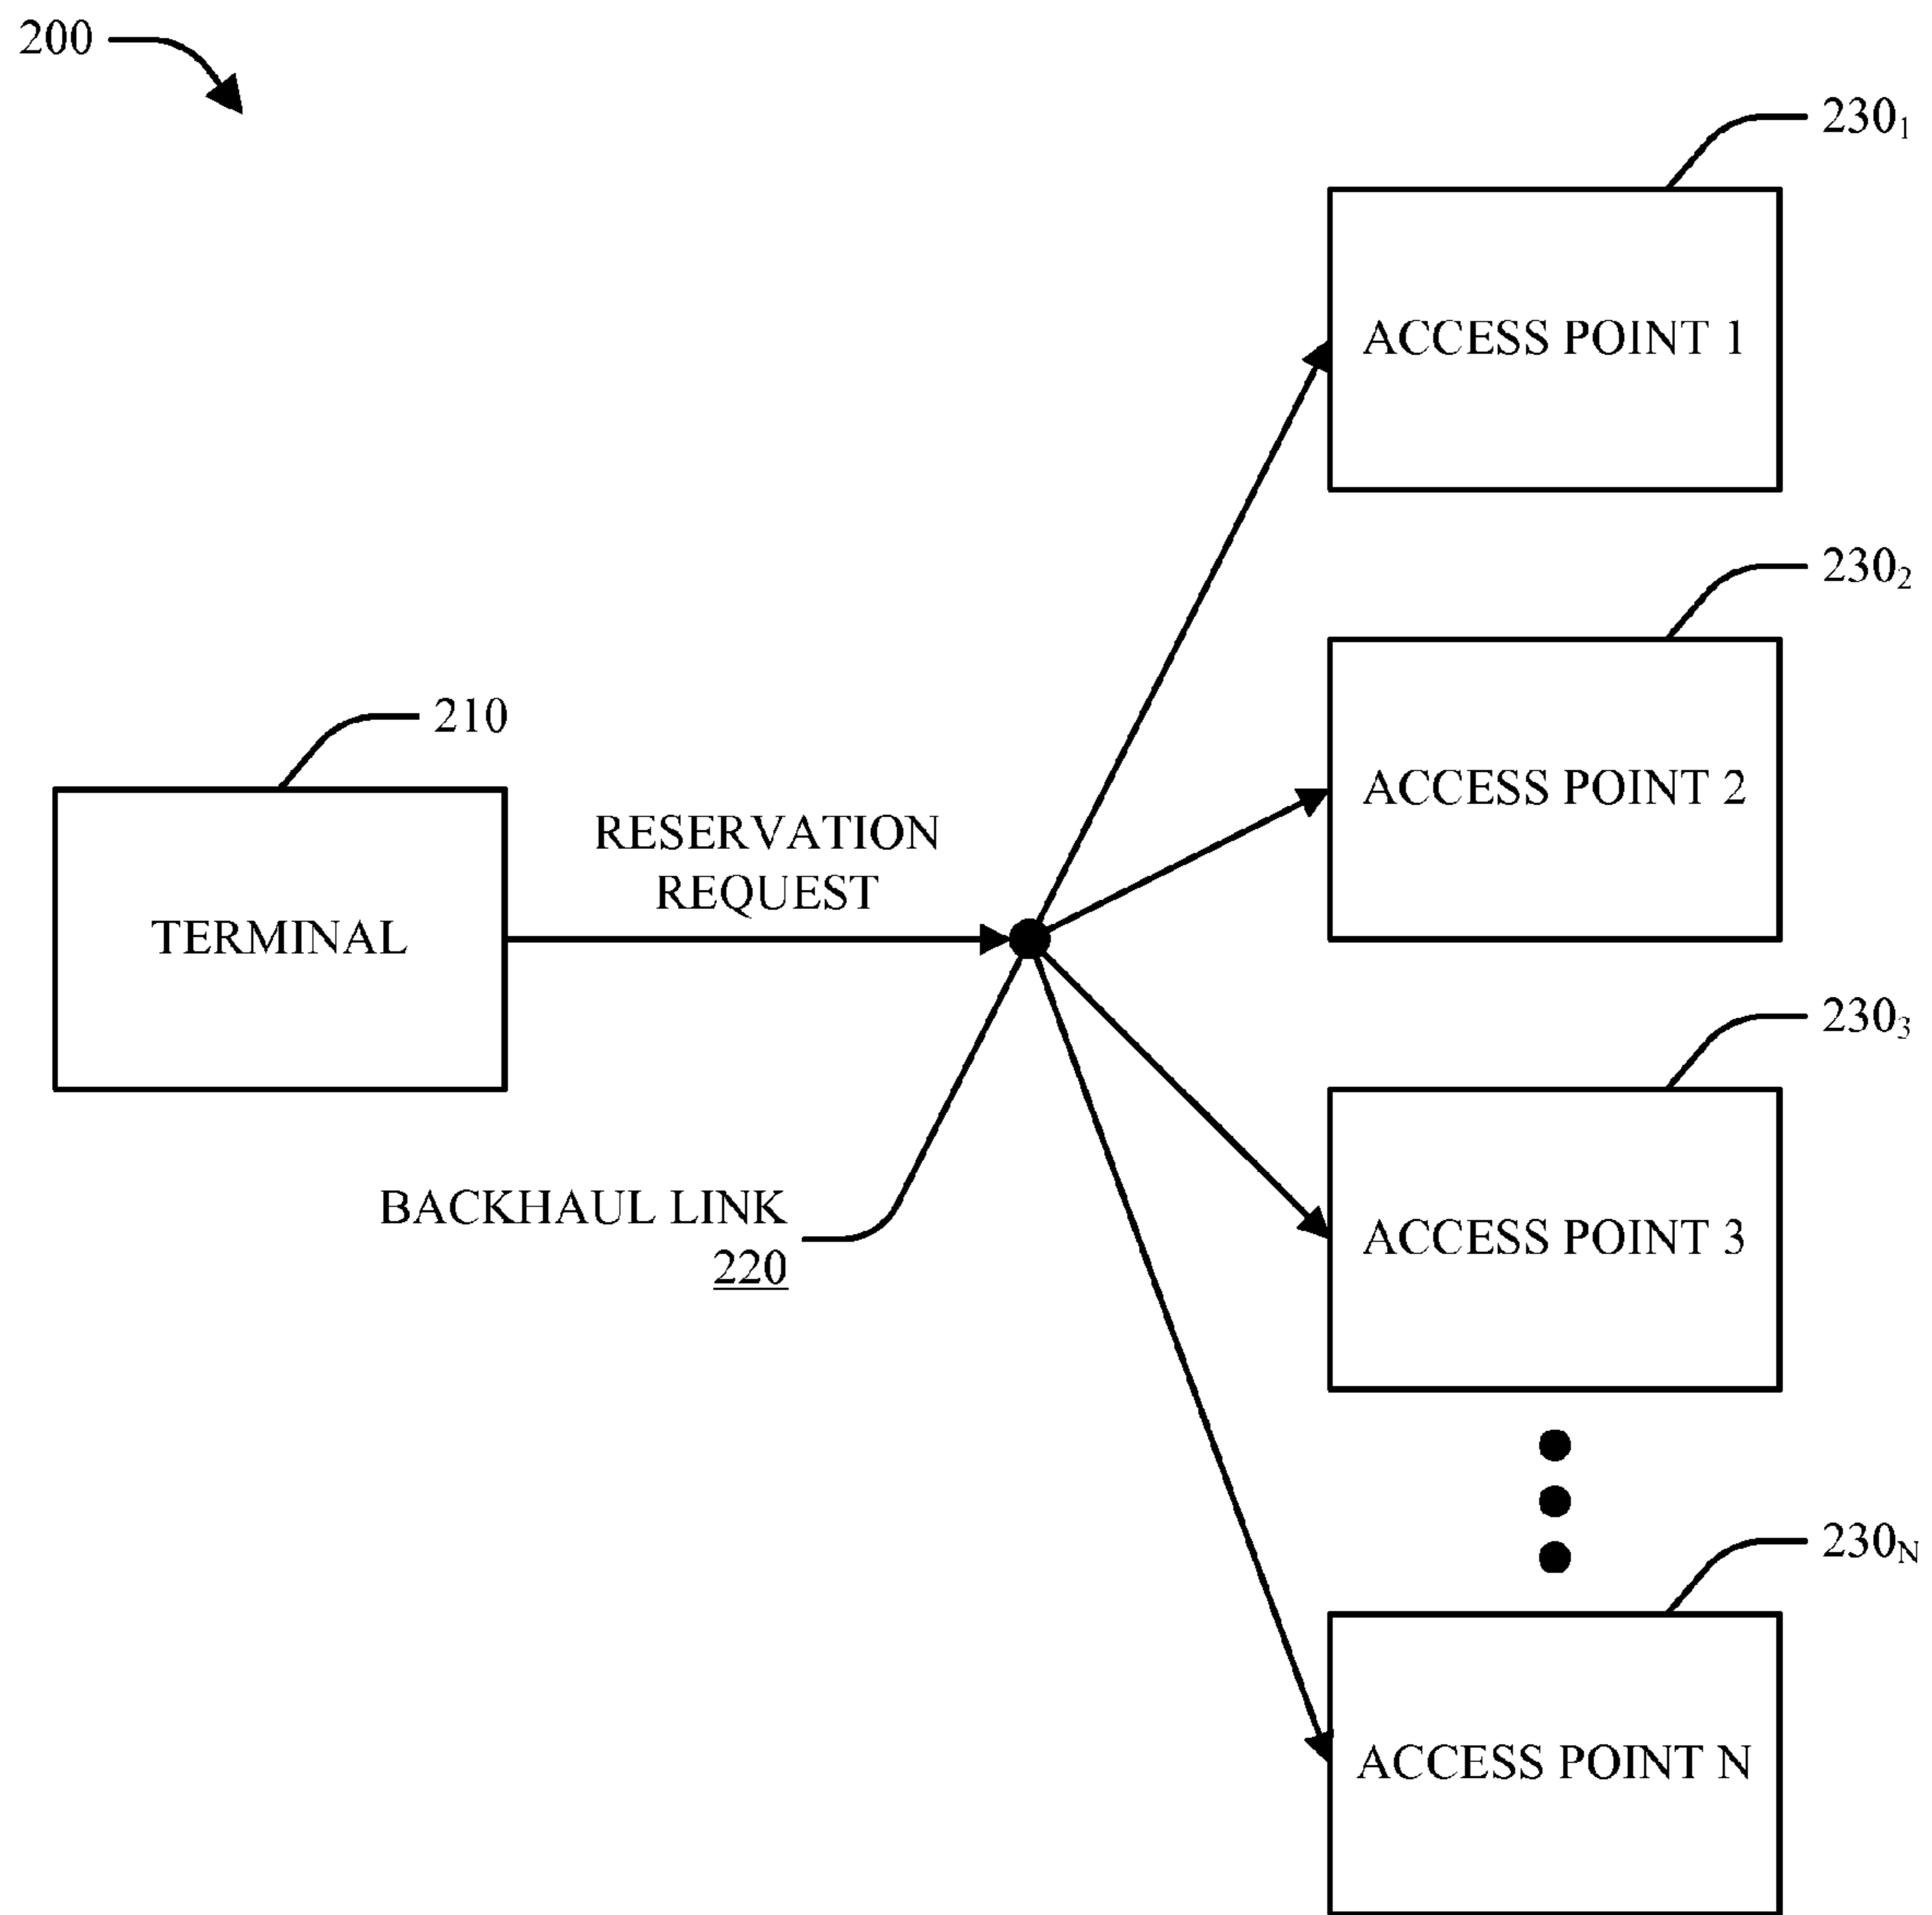 200
230₁
ACCESS POINT 1
230₂
ACCESS POINT 2
210
TERMINAL
RESERVATION
REQUEST
230₃
ACCESS POINT 3
BACKHAUL LINK
220
230N
ACCESS POINT N